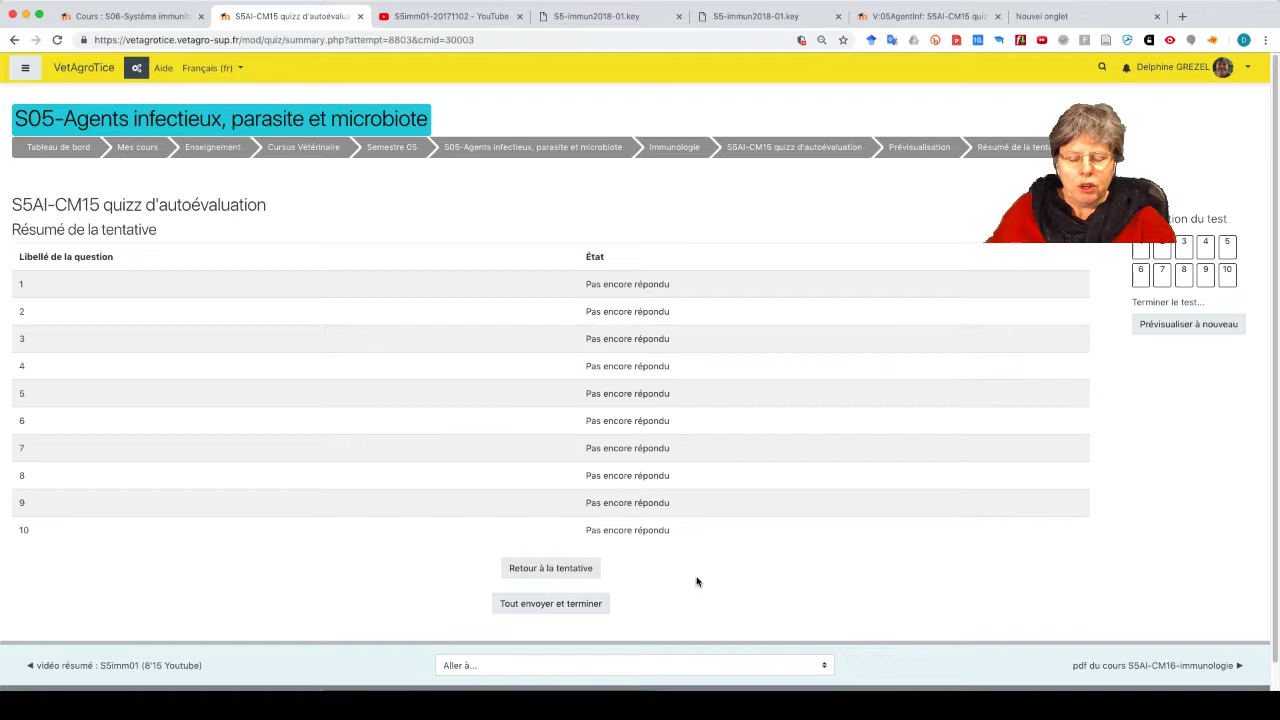 Cours : S06-Système immunit
S5AI-CM15 quizz d'autoévalua
S5imm01-20171102 - YouTube
S5-immun2018-01.key
S5-immun2018-01.key
V:05AgentInf: S5AI-CM15 quiz
Nouvel onglet
https://vetagrotice.vetagro-sup.fr/mod/quiz/summary.php?attempt=8803&cmid=30003
VetAgroTice
Aide
Français (fr)
Delphine GREZEL
S05-Agents infectieux, parasite et microbiote
Tableau de bord
Mes cours
Enseignement
Cursus Vétérinaire
Semestre 05
S05-Agents infectieux, parasite et microbiote
Immunologie
S5AI-CM15 quizz d'autoévaluation
Prévisualisation
Résumé de la tenta
S5AI-CM15 quizz d'autoévaluation
Résumé de la tentative
tion du test
3 4 5
6 7 8 9 10
Terminer le test...
Prévisualiser à nouveau
Libellé de la question État
1 Pas encore répondu
2 Pas encore répondu
3 Pas encore répondu
4 Pas encore répondu
5 Pas encore répondu
6 Pas encore répondu
7 Pas encore répondu
8 Pas encore répondu
9 Pas encore répondu
10 Pas encore répondu
Retour à la tentative
Tout envoyer et terminer
◄ vidéo résumé : S5imm01 (8'15 Youtube)
Aller à...
pdf du cours S5AI-CM16-immunologie ►